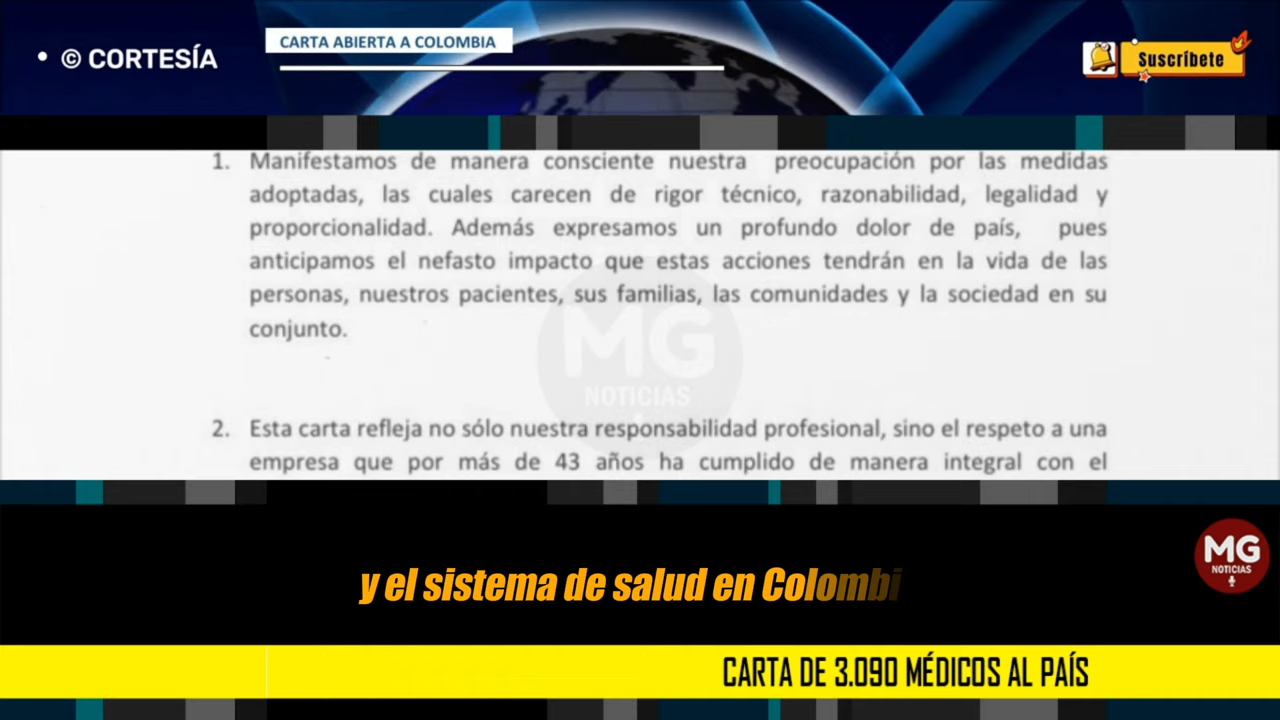 • © CORTESÍA
CARTA ABIERTA A COLOMBIA
Suscríbete
1. Manifestamos de manera consciente nuestra preocupación por las medidas
adoptadas, las cuales carecen de rigor técnico, razonabilidad, legalidad y
proporcionalidad. Además expresamos un profundo dolor de país, pues
anticipamos el nefasto impacto que estas acciones tendrán en la vida de las
personas, nuestros pacientes, sus familias, las comunidades y la sociedad en su
conjunto.
MG
NOTICIAS
2. Esta carta refleja no sólo nuestra responsabilidad profesional, sino el respeto a una
empresa que por más de 43 años ha cumplido de manera integral con el
MG
NOTICIAS
y el sistema de salud en Colombi
CARTA DE 3.090 MÉDICOS AL PAÍS